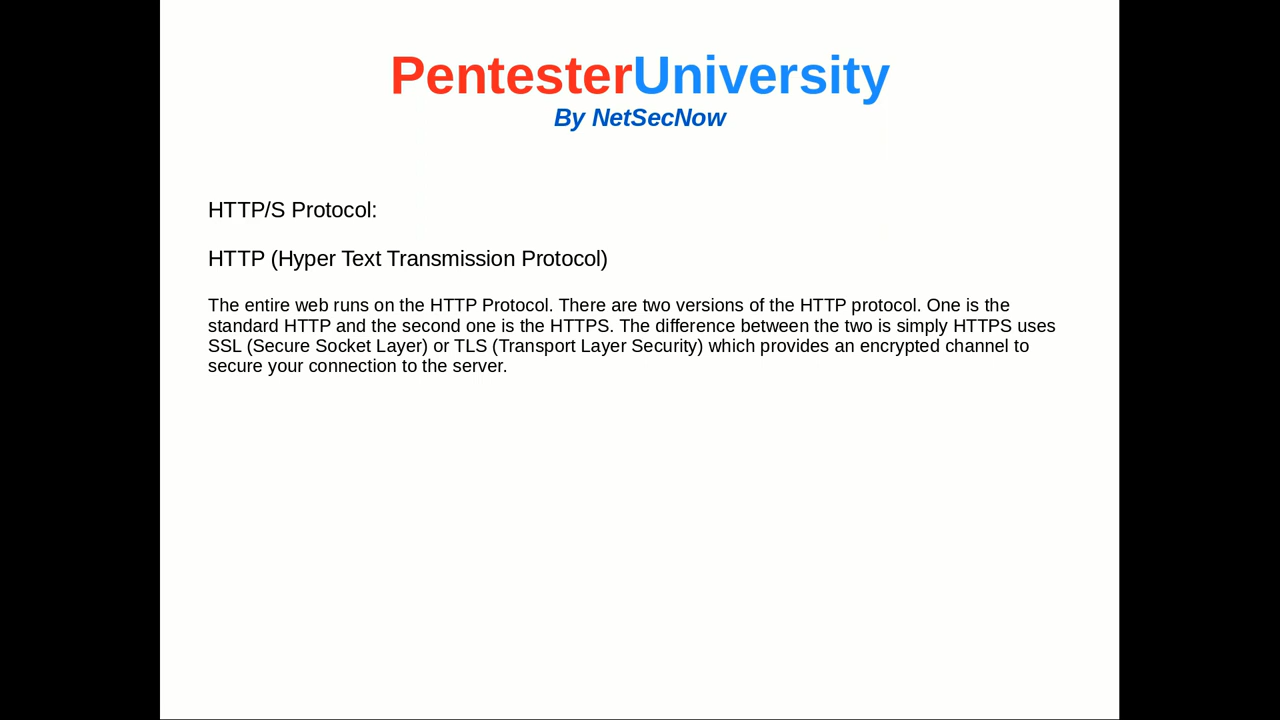 PentesterUniversity
By NetSecNow
HTTP/S Protocol:
HTTP (Hyper Text Transmission Protocol)
The entire web runs on the HTTP Protocol. There are two versions of the HTTP protocol. One is the
standard HTTP and the second one is the HTTPS. The difference between the two is simply HTTPS uses
SSL (Secure Socket Layer) or TLS (Transport Layer Security) which provides an encrypted channel to
secure your connection to the server.